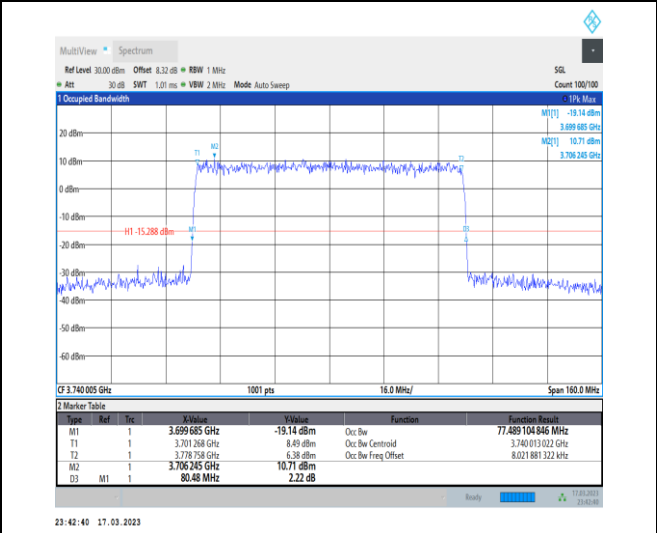 MultiView Spectrum
Ref Level 30.00 dBm Offset 8.32 dB RBW 1 MHz SGL
Att 30 dB SWT 1.01 ms VBW 2 MHz Mode Auto Sweep Count 100/100
1 Occupied Bandwidth 1Pk Max
M1[1] -19.14 dBm
3.699 685 GHz
M2[1] 10.71 dBm
3.706 245 GHz
20 dBm
T1 M2 T2
10 dBm
0 dBm
-10 dBm
H1 -15.288 dBm M1 D3
-20 dBm
-30 dBm
-40 dBm
-50 dBm
-60 dBm
CF 3.740 005 GHz 1001 pts 16.0 MHz/ Span 160.0 MHz
2 Marker Table
Type Ref Trc X-Value Y-Value Function Function Result
M1 1 3.699 685 GHz -19.14 dBm Occ Bw 77.489 104 846 MHz
T1 1 3.701 268 GHz 8.49 dBm Occ Bw Centroid 3.740 013 022 GHz
T2 1 3.778 758 GHz 6.38 dBm Occ Bw Freq Offset 8.021 881 322 kHz
M2 1 3.706 245 GHz 10.71 dBm
D3 M1 1 80.48 MHz 2.22 dB
Ready 17.03.2023
23:42:40
23:42:40 17.03.2023